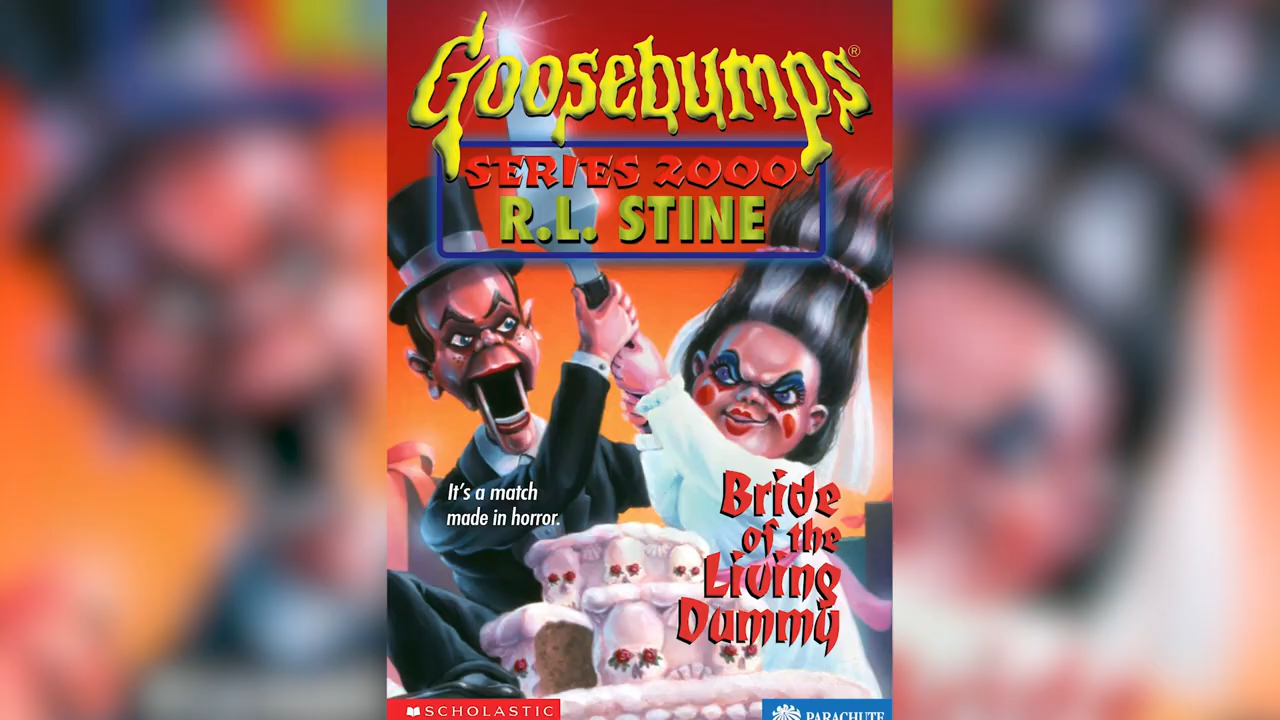 Goosebumps®
SERIES 2000
R.L. STINE
It's a match
made in horror.
Bride
of the
Living
Dummy
SCHOLASTIC
PARACHUTE